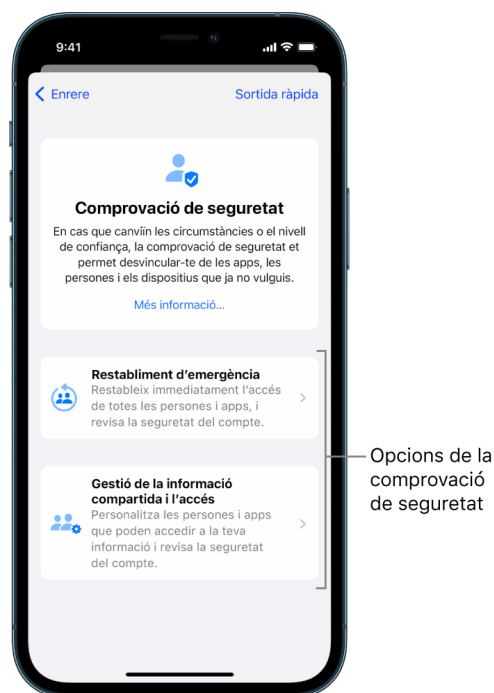 9:41
Enrere
Sortida ràpida
Comprovació de seguretat
En cas que canviïn les circumstàncies o el nivell
de confiança, la comprovació de seguretat et
permet desvincular-te de les apps, les
persones i els dispositius que ja no vulguis.
Més informació...
Restabliment d'emergència
Restableix immediatament l'accés
de totes les persones i apps, i
revisa la seguretat del compte.
Gestió de la informació
compartida i l'accés
Personalitza les persones i apps
que poden accedir a la teva
informació i revisa la seguretat
del compte.
Opcions de la
comprovació
de seguretat